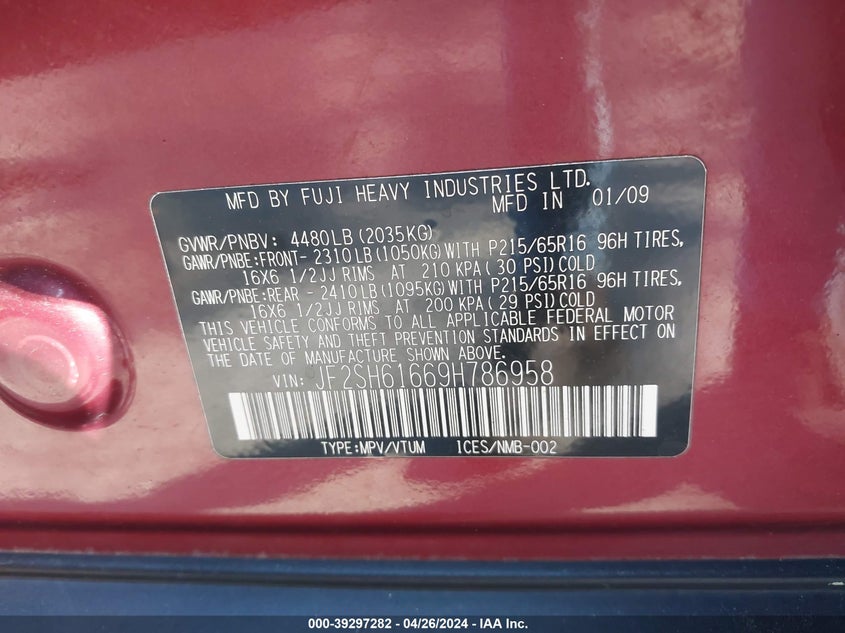 MFD BY FUJI HEAVY INDUSTRIES LTD.
MFD IN 01/09
GVWR/PNBV: 4480LB(2035KG)
GAWR/PNBE:FRONT- 2310LB(1050KG)WITH P215/65R16 96H TIRES,
16X6 1/2JJ RIMS AT 210 KPA( 30 PSI)COLD
GAWR/PNBE:REAR - 2410LB(1095KG)WITH P215/65R16 96H TIRES,
16X6 1/2JJ RIMS AT 200 KPA( 29 PSI)COLD
THIS VEHICLE CONFORMS TO ALL APPLICABLE FEDERAL MOTOR
VEHICLE SAFETY AND THEFT PREVENTION STANDARDS IN EFFECT ON
THE DATE OF MANUFACTURE SHOWN ABOVE.
VIN: JF2SH61669H786958
TYPE:MPV/VTUM ICES/NMB-002
000-39297282 - 04/26/2024 - IAA Inc.